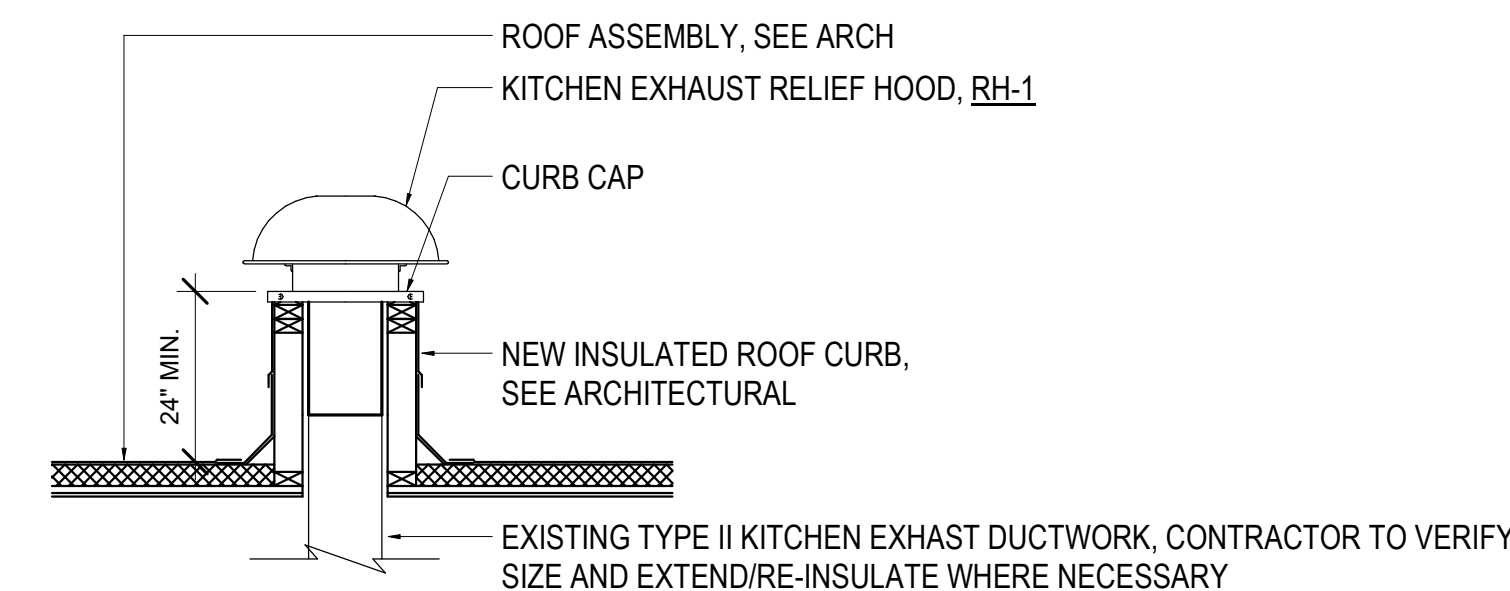 ROOF ASSEMBLY, SEE ARCH
KITCHEN EXHAUST RELIEF HOOD, RH-1
CURB CAP
24" MIN.
NEW INSULATED ROOF CURB,
SEE ARCHITECTURAL
EXISTING TYPE II KITCHEN EXHAST DUCTWORK, CONTRACTOR TO VERIFY
SIZE AND EXTEND/RE-INSULATE WHERE NECESSARY